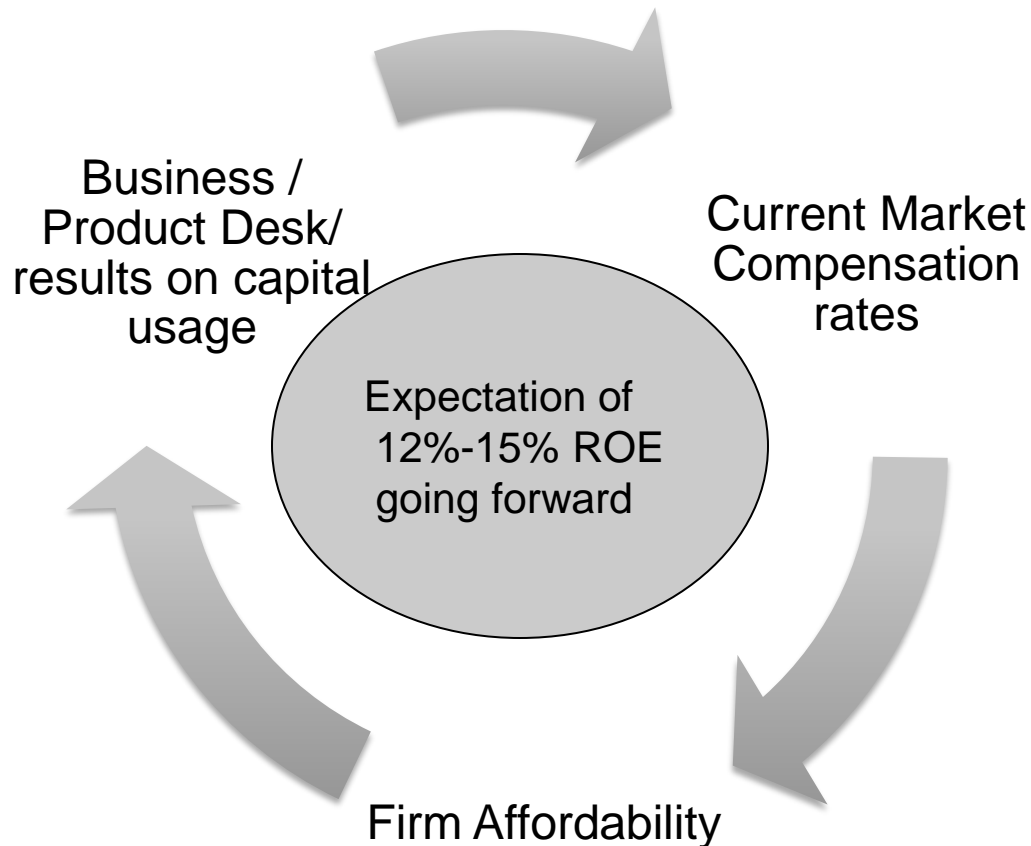 Business /
Product Desk/
results on capital
usage
Current Market
Compensation
rates
Expectation of
12%-15% ROE
going forward
Firm Affordability